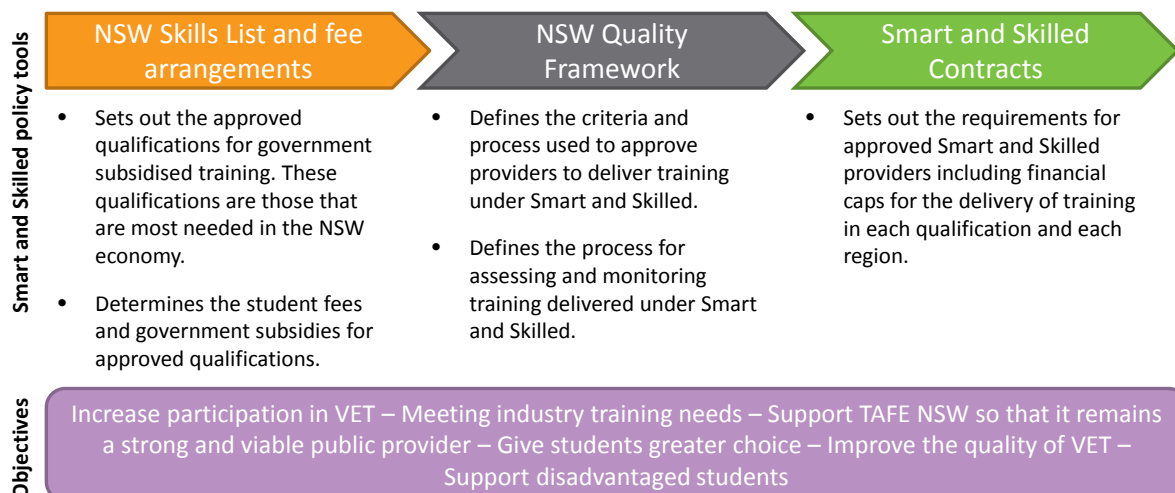 Smart and Skilled policy tools
NSW Skills List and fee
arrangements
• Sets out the approved
qualifications for government
subsidised training. These
qualifications are those that
are most needed in the NSW
economy.
• Determines the student fees
and government subsidies for
approved qualifications.
NSW Quality
Framework
• Defines the criteria and
process used to approve
providers to deliver training
under Smart and Skilled.
• Defines the process for
assessing and monitoring
training delivered under Smart
and Skilled.
Smart and Skilled
Contracts
• Sets out the requirements for
approved Smart and Skilled
providers including financial
caps for the delivery of training
in each qualification and each
region.
Objectives
Increase participation in VET – Meeting industry training needs – Support TAFE NSW so that it remains
a strong and viable public provider – Give students greater choice – Improve the quality of VET –
Support disadvantaged students